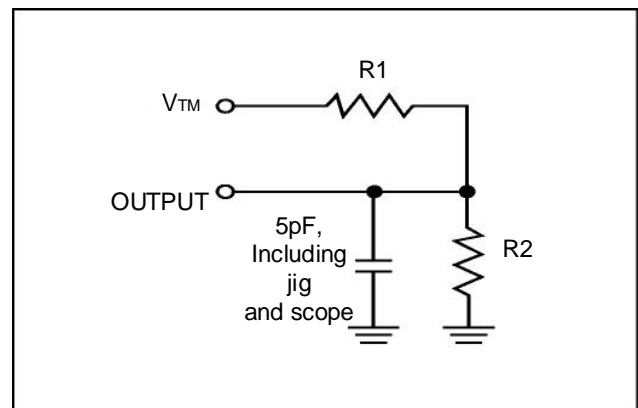 R1
VTM
OUTPUT
5pF,
Including
jig
and scope
R2